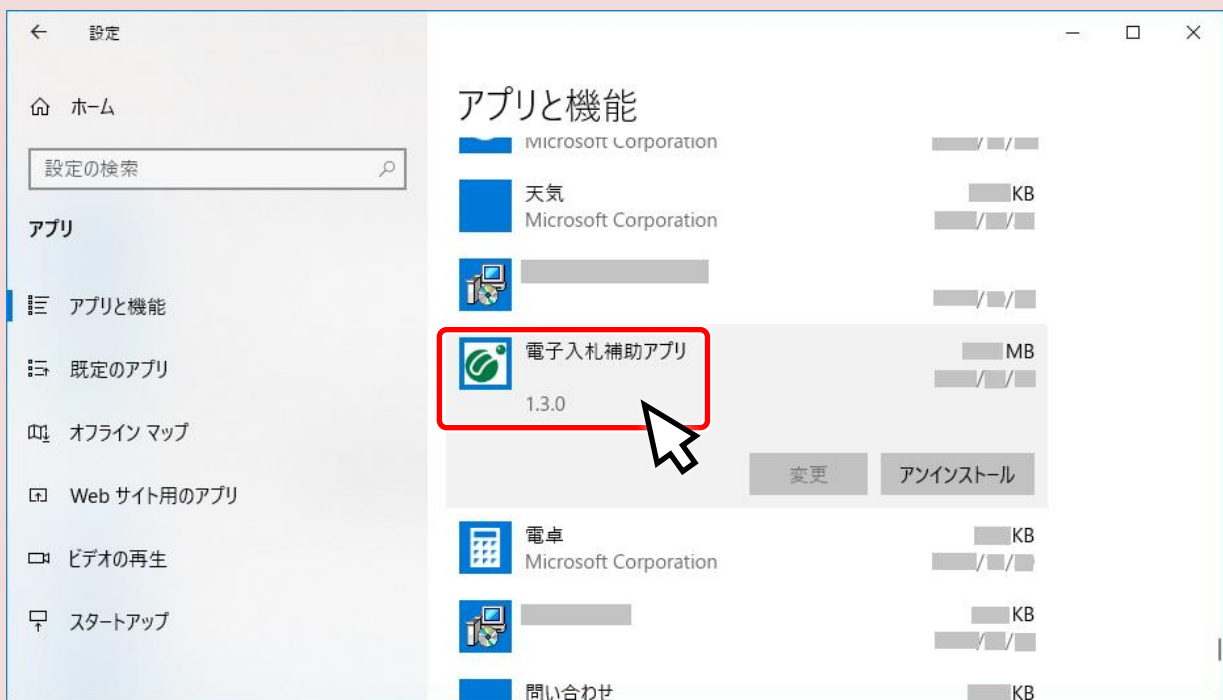 設定
ホーム
設定の検索
アプリ
アプリと機能
既定のアプリ
オフライン マップ
Web サイト用のアプリ
ビデオの再生
スタートアップ
アプリと機能
Microsoft Corporation
/ /
天気
KB
Microsoft Corporation
/ /
/ /
電子入札補助アプリ
MB
/ /
1.3.0
変更
アンインストール
電卓
KB
Microsoft Corporation
/ /
KB
/ /
問い合わせ
KB